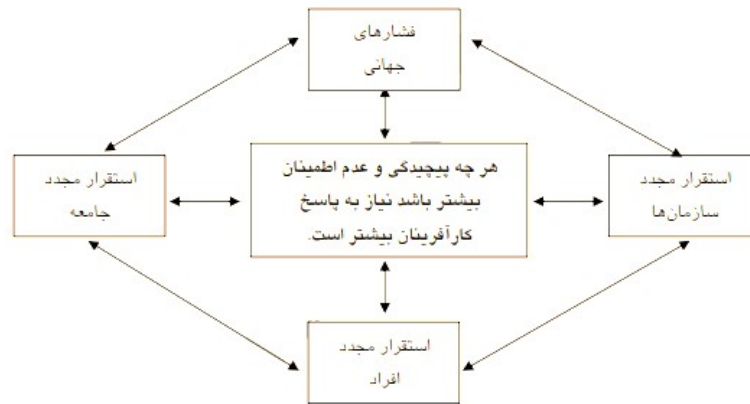 فشارهای
جهانی
استقرار مجدد
سازمان‌ها
هر چه پیچیدگی و عدم اطمینان
بیشتر باشد نیاز به پاسخ
کارآفرینان بیشتر است.
استقرار مجدد
جامعه
استقرار مجدد
افراد